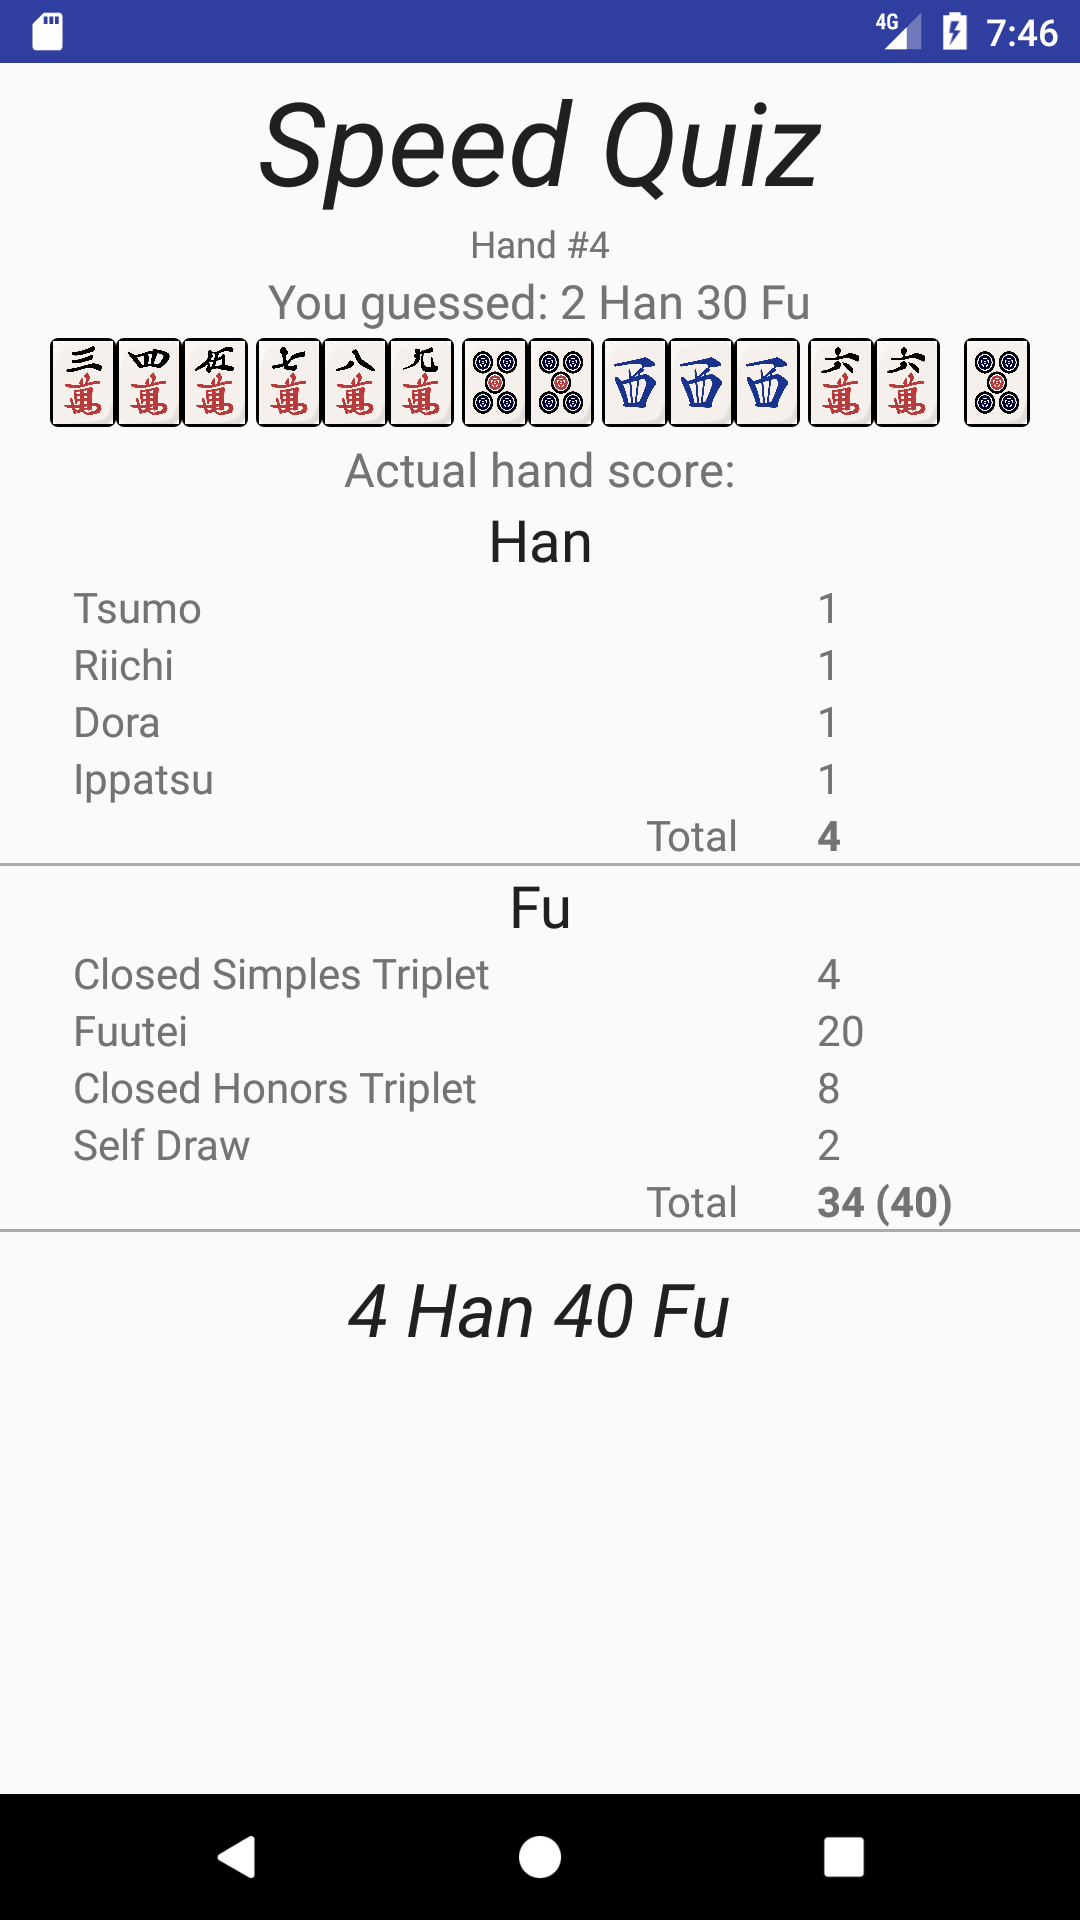 4G 7:46
Speed Quiz
Hand #4
You guessed: 2 Han 30 Fu
三萬 四萬 伍萬 七萬 八萬 九萬 西 西 西 六萬 六萬
Actual hand score:
Han
Tsumo 1
Riichi 1
Dora 1
Ippatsu 1
Total 4
Fu
Closed Simples Triplet 4
Fuutei 20
Closed Honors Triplet 8
Self Draw 2
Total 34 (40)
4 Han 40 Fu